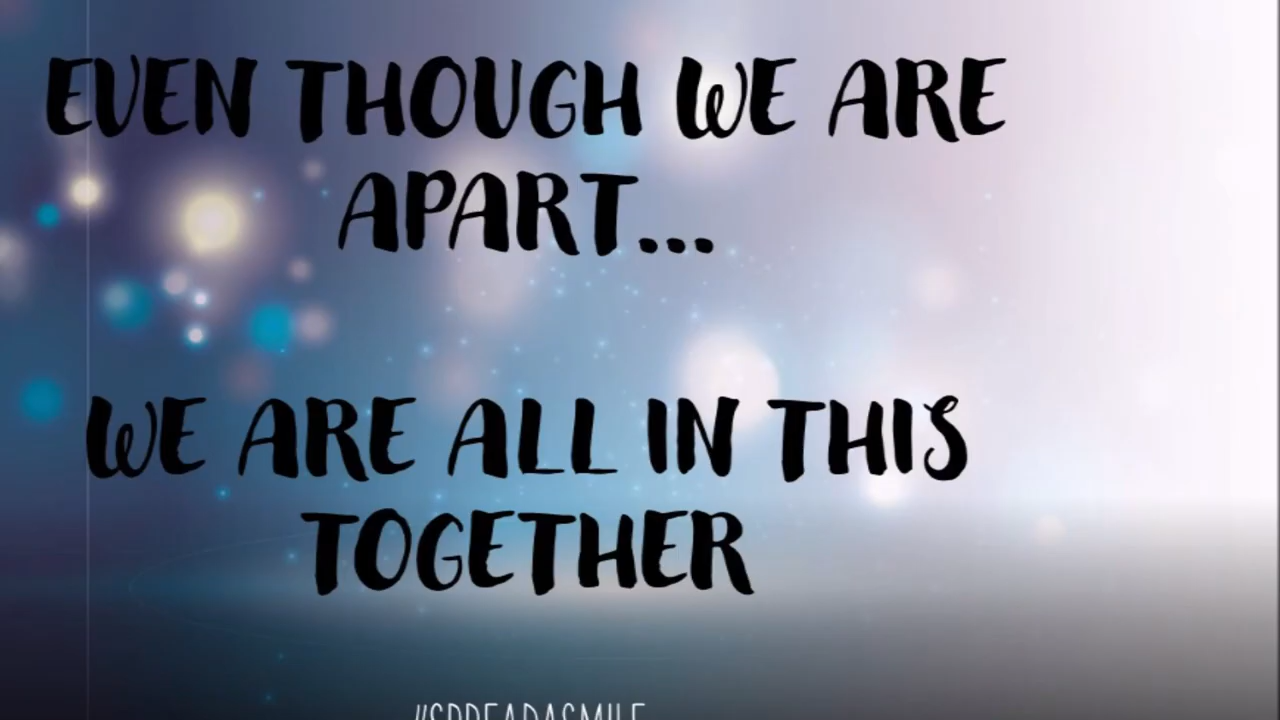 EVEN THOUGH WE ARE
APART...
WE ARE ALL IN THIS
TOGETHER
#SPREADASMILE